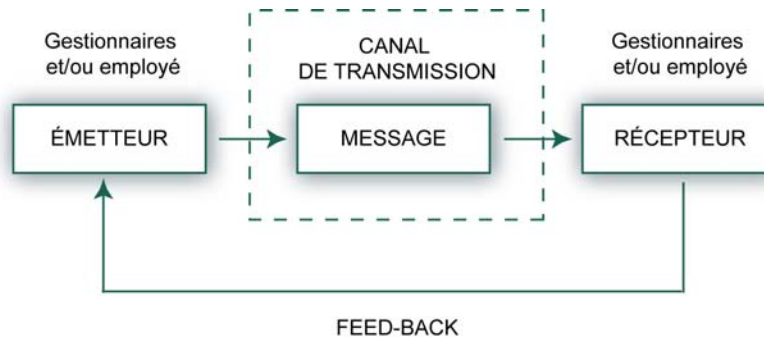 Gestionnaires
et/ou employé
CANAL
DE TRANSMISSION
Gestionnaires
et/ou employé
ÉMETTEUR
MESSAGE
RÉCEPTEUR
FEED-BACK